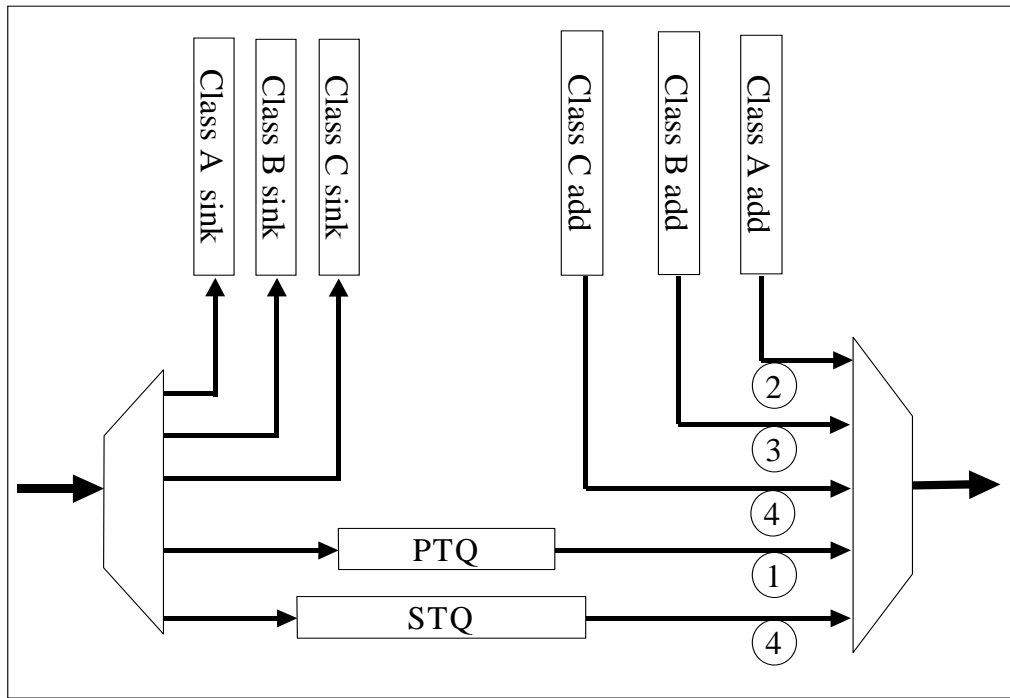 Class A sink
Class B sink
Class C sink
Class C add
Class B add
Class A add
2
3
4
PTQ
1
STQ
4